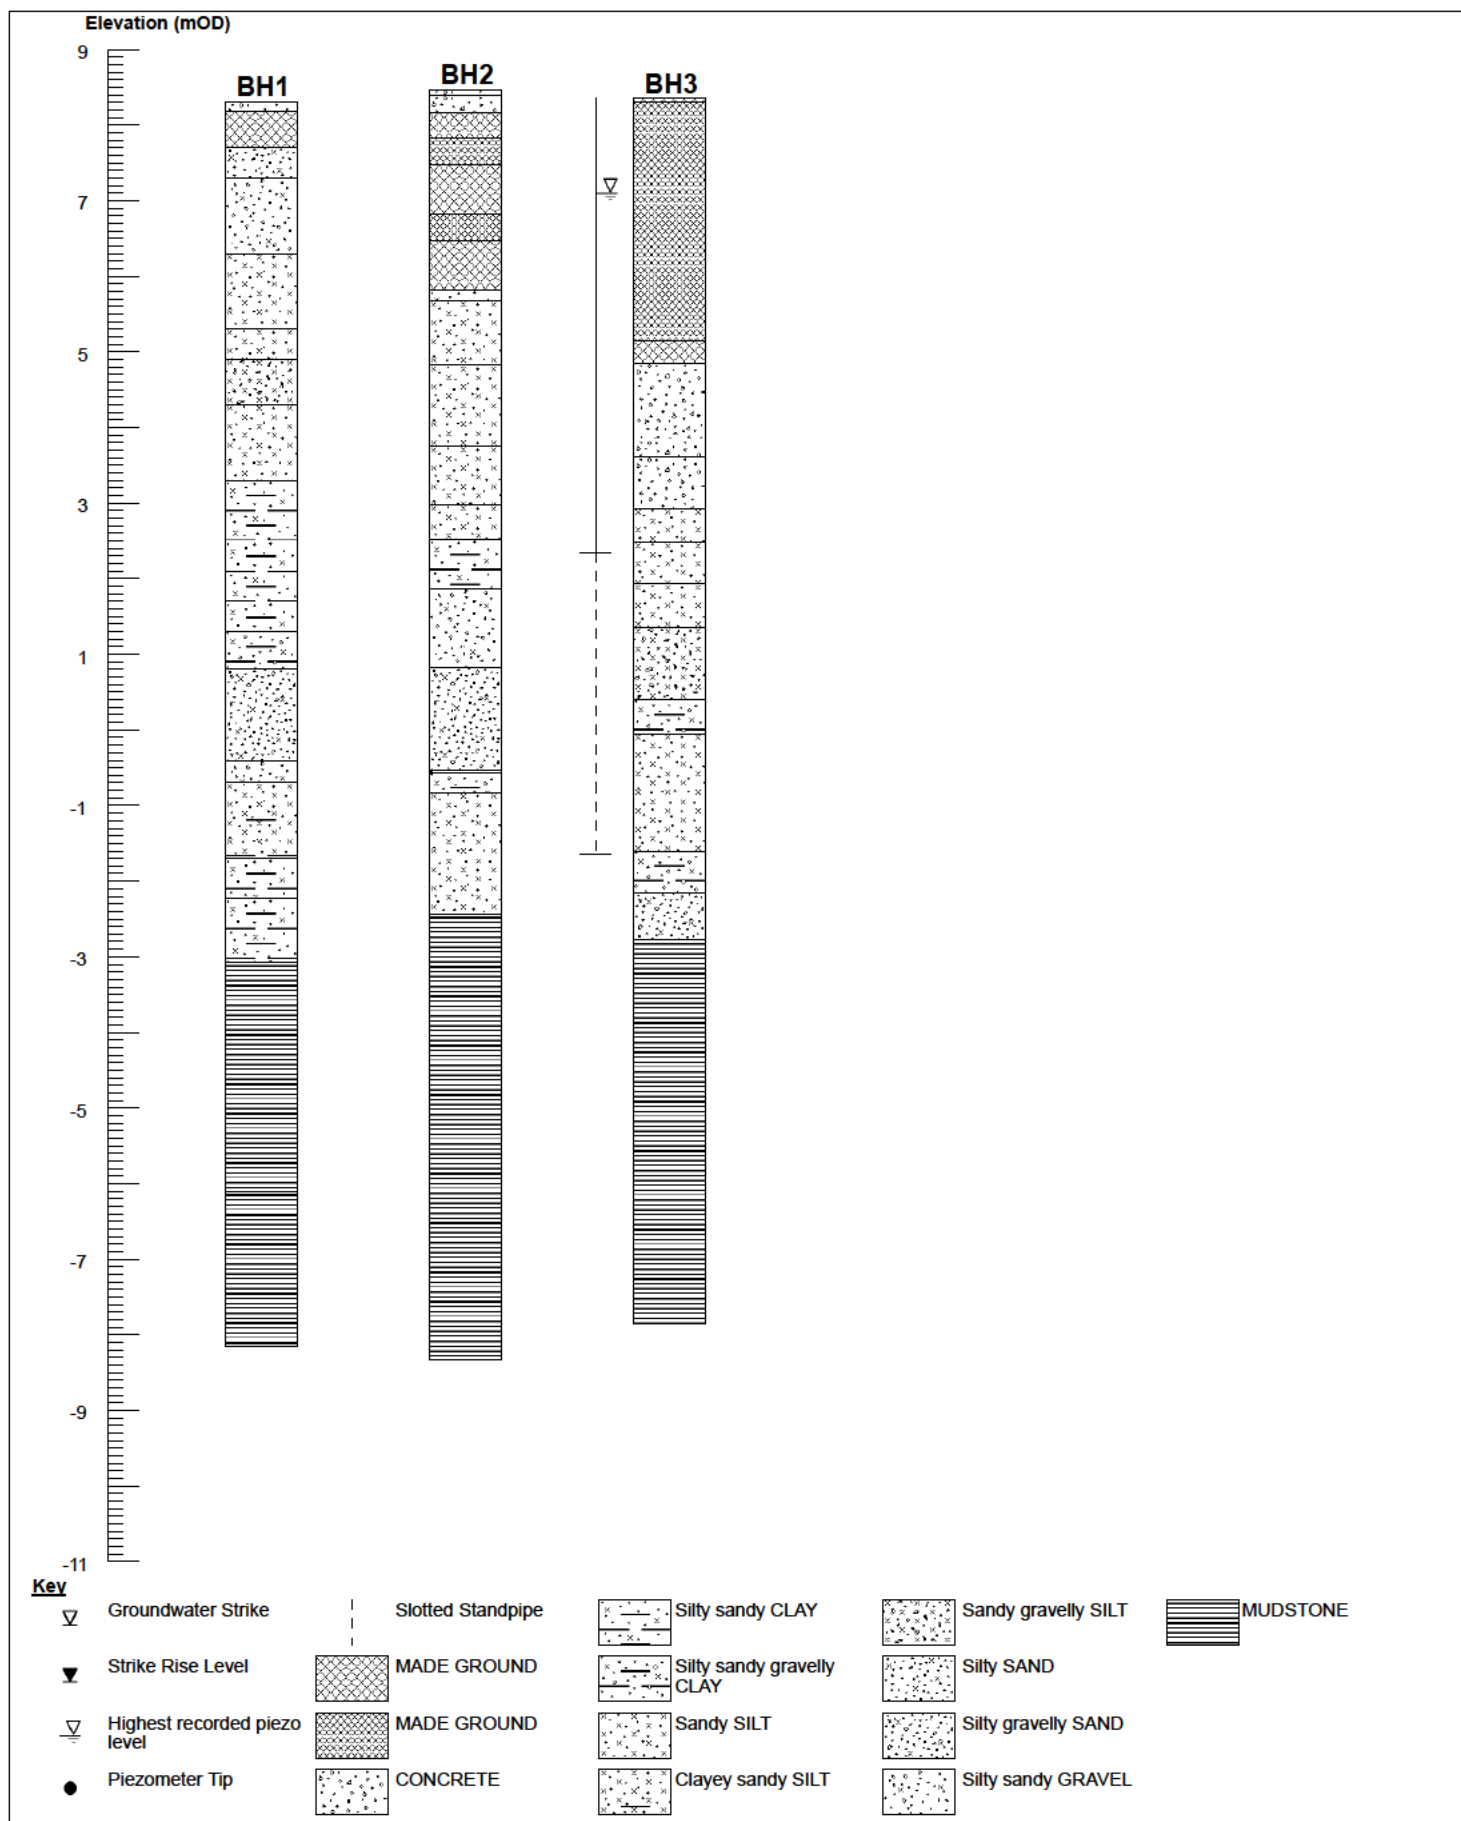 Elevation (mOD)
9
BH1
BH2
BH3
7
5
3
1
-1
-3
-5
-7
-9
-11
Key
Groundwater Strike
Slotted Standpipe
Silty sandy CLAY
Sandy gravelly SILT
MUDSTONE
Strike Rise Level
MADE GROUND
Silty sandy gravelly
CLAY
Silty SAND
Highest recorded piezo
level
MADE GROUND
Sandy SILT
Silty gravelly SAND
Piezometer Tip
CONCRETE
Clayey sandy SILT
Silty sandy GRAVEL